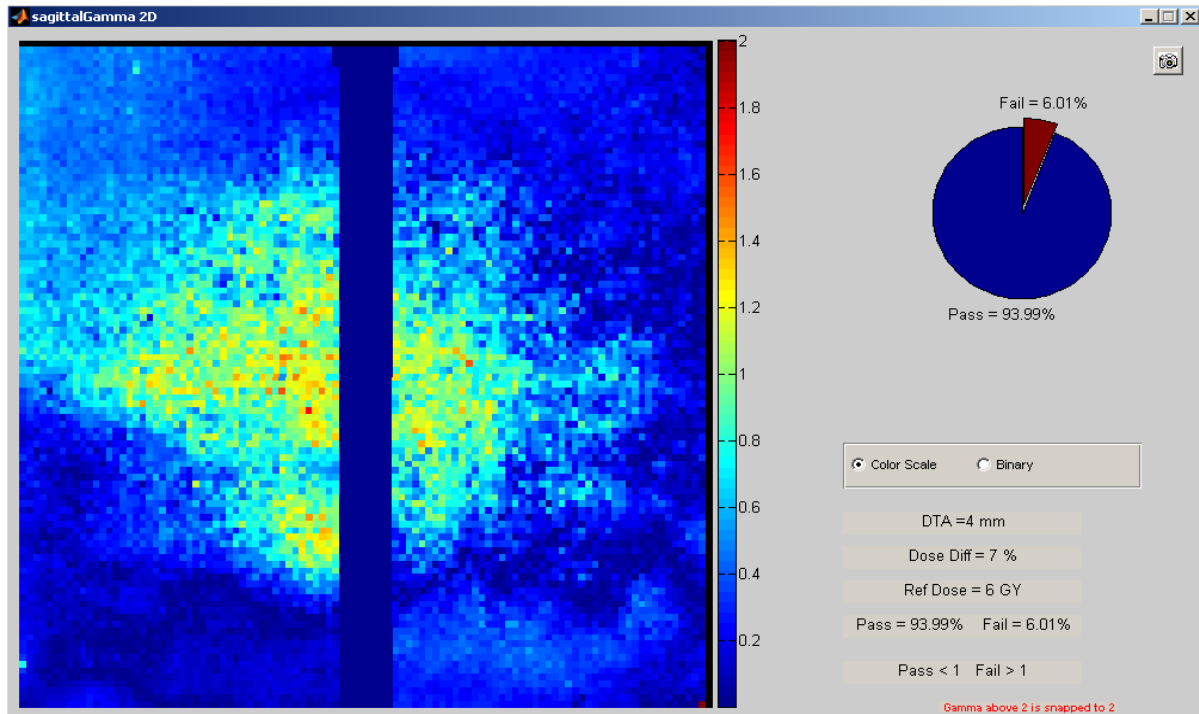 sagittalGamma 2D
2
1.8
1.6
1.4
1.2
1
0.8
0.6
0.4
0.2
Fail = 6.01%
Pass = 93.99%
Color Scale Binary
DTA =4 mm
Dose Diff = 7 %
Ref Dose = 6 GY
Pass = 93.99% Fail = 6.01%
Pass < 1 Fail > 1
Gamma above 2 is snapped to 2